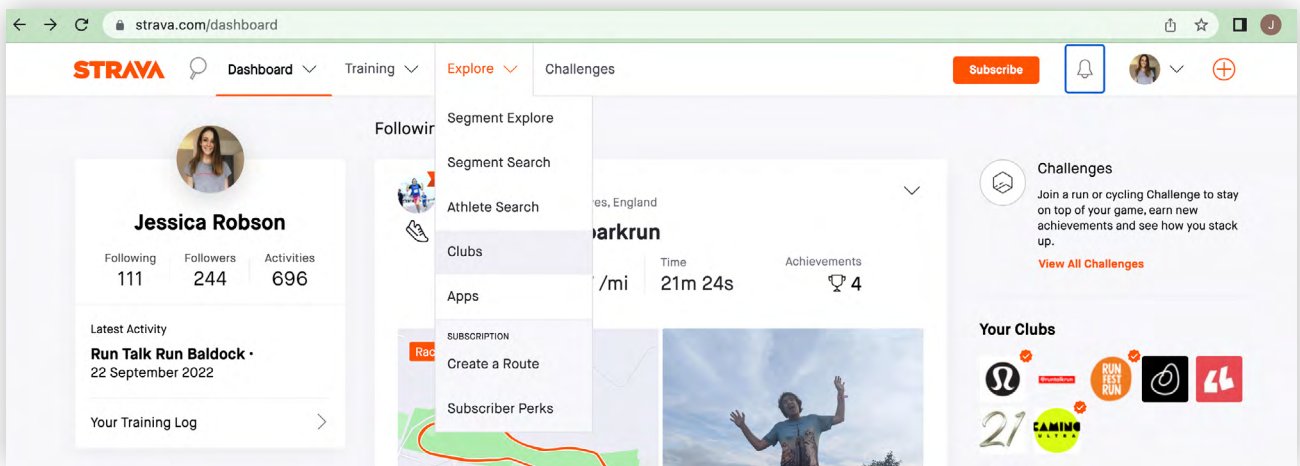 strava.com/dashboard
J
STRAVA
Dashboard
Training
Explore
Challenges
Subscribe
Segment Explore
Segment Search
Athlete Search
Clubs
Apps
SUBSCRIPTION
Create a Route
Subscriber Perks
Jessica Robson
Following Followers Activities
111 244 696
Latest Activity
Run Talk Run Baldock ·
22 September 2022
Your Training Log
England
parkrun
Time
Achievements
/mi
21m 24s
4
Challenges
Join a run or cycling Challenge to stay
on top of your game, earn new
achievements and see how you stack
up.
View All Challenges
Your Clubs
RUN
FEST
RUN
21
ULTRA